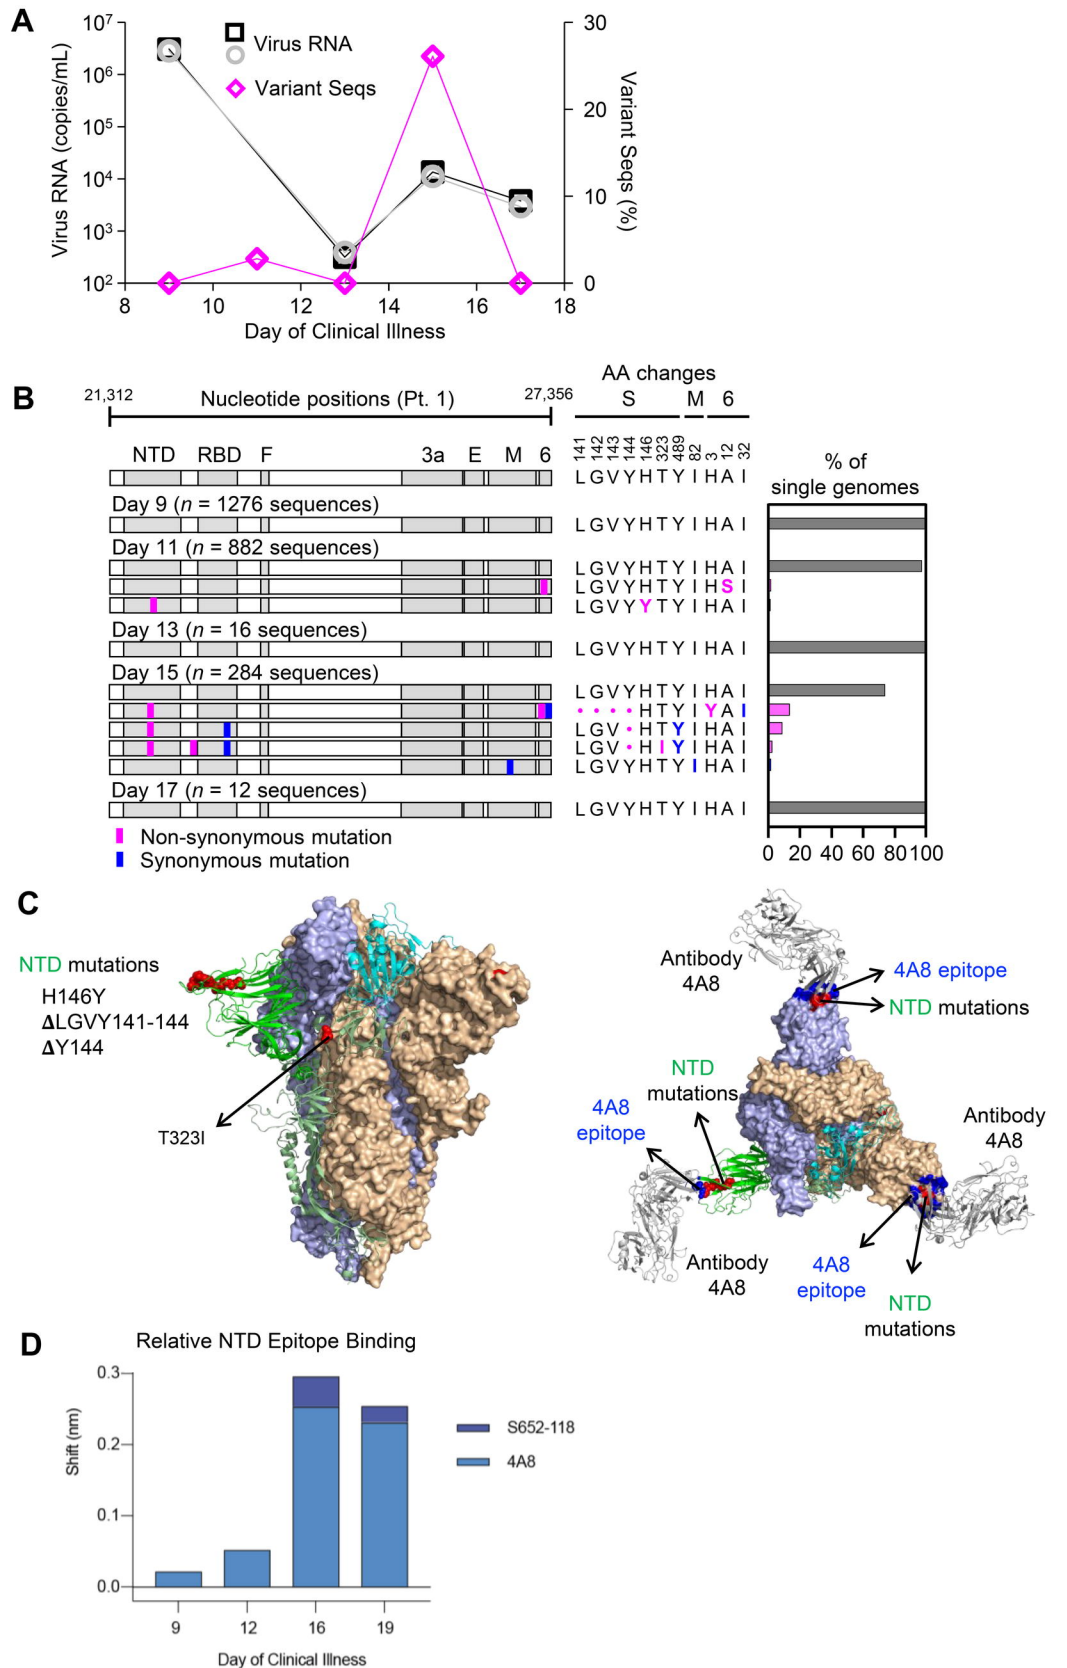 A
10⁷
10⁶
10⁵
10⁴
10³
10²
Virus RNA (copies/mL)
Virus RNA
Variant Seqs
30
20
10
0
Variant Seqs (%)
8 10 12 14 16 18
Day of Clinical Illness
B
21,312
Nucleotide positions (Pt. 1)
27,356
AA changes
S M 6
NTD RBD F 3a E M 6
141 142 143 144 146 323 489 82 3 12 32
L G V Y H T Y I H A I
% of
single genomes
Day 9 (n = 1276 sequences)
L G V Y H T Y I H A I
Day 11 (n = 882 sequences)
L G V Y H T Y I H A I
L G V Y H T Y I H S I
L G V Y Y T Y I H A I
Day 13 (n = 16 sequences)
L G V Y H T Y I H A I
Day 15 (n = 284 sequences)
L G V Y H T Y I H A I
• • • • H T Y I Y A I
L G V • H T Y I H A I
L G V • H I Y I H A I
L G V Y H T Y I H A I
Day 17 (n = 12 sequences)
L G V Y H T Y I H A I
Non-synonymous mutation
Synonymous mutation
0 20 40 60 80 100
C
NTD mutations
H146Y
ΔLGVY141-144
ΔY144
T323I
Antibody
4A8
4A8 epitope
NTD mutations
NTD
mutations
4A8
epitope
Antibody
4A8
Antibody
4A8
4A8
epitope
NTD
mutations
D
Relative NTD Epitope Binding
0.3
0.2
0.1
0.0
Shift (nm)
S652-118
4A8
9 12 16 19
Day of Clinical Illness